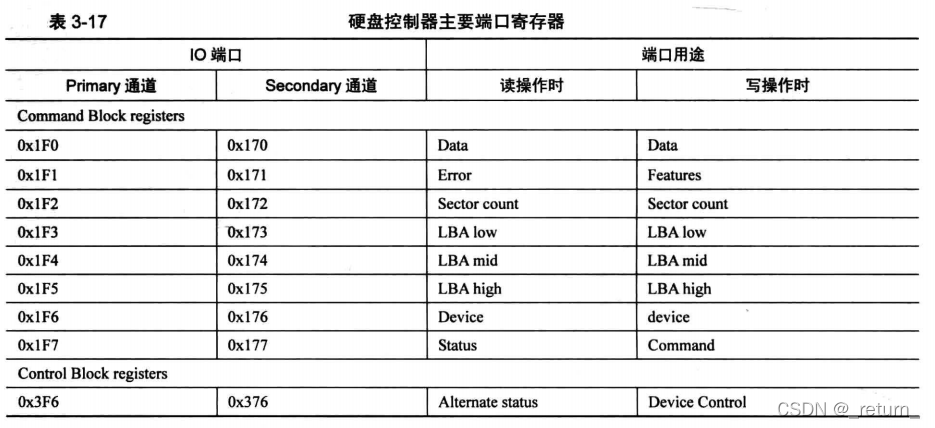 表 3-17 硬盘控制器主要端口寄存器
IO 端口 端口用途
Primary 通道 Secondary 通道 读操作时 写操作时
Command Block registers
0x1F0 0x170 Data Data
0x1F1 0x171 Error Features
0x1F2 0x172 Sector count Sector count
0x1F3 0x173 LBA low LBA low
0x1F4 0x174 LBA mid LBA mid
0x1F5 0x175 LBA high LBA high
0x1F6 0x176 Device device
0x1F7 0x177 Status Command
Control Block registers
0x3F6 0x376 Alternate status Device Control
CSDN @_return_